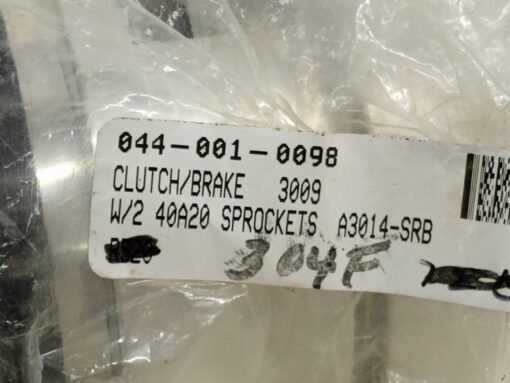 044-001-0098
CLUTCH/BRAKE 3009
W/2 40A20 SPROCKETS A3014-SRB
304F